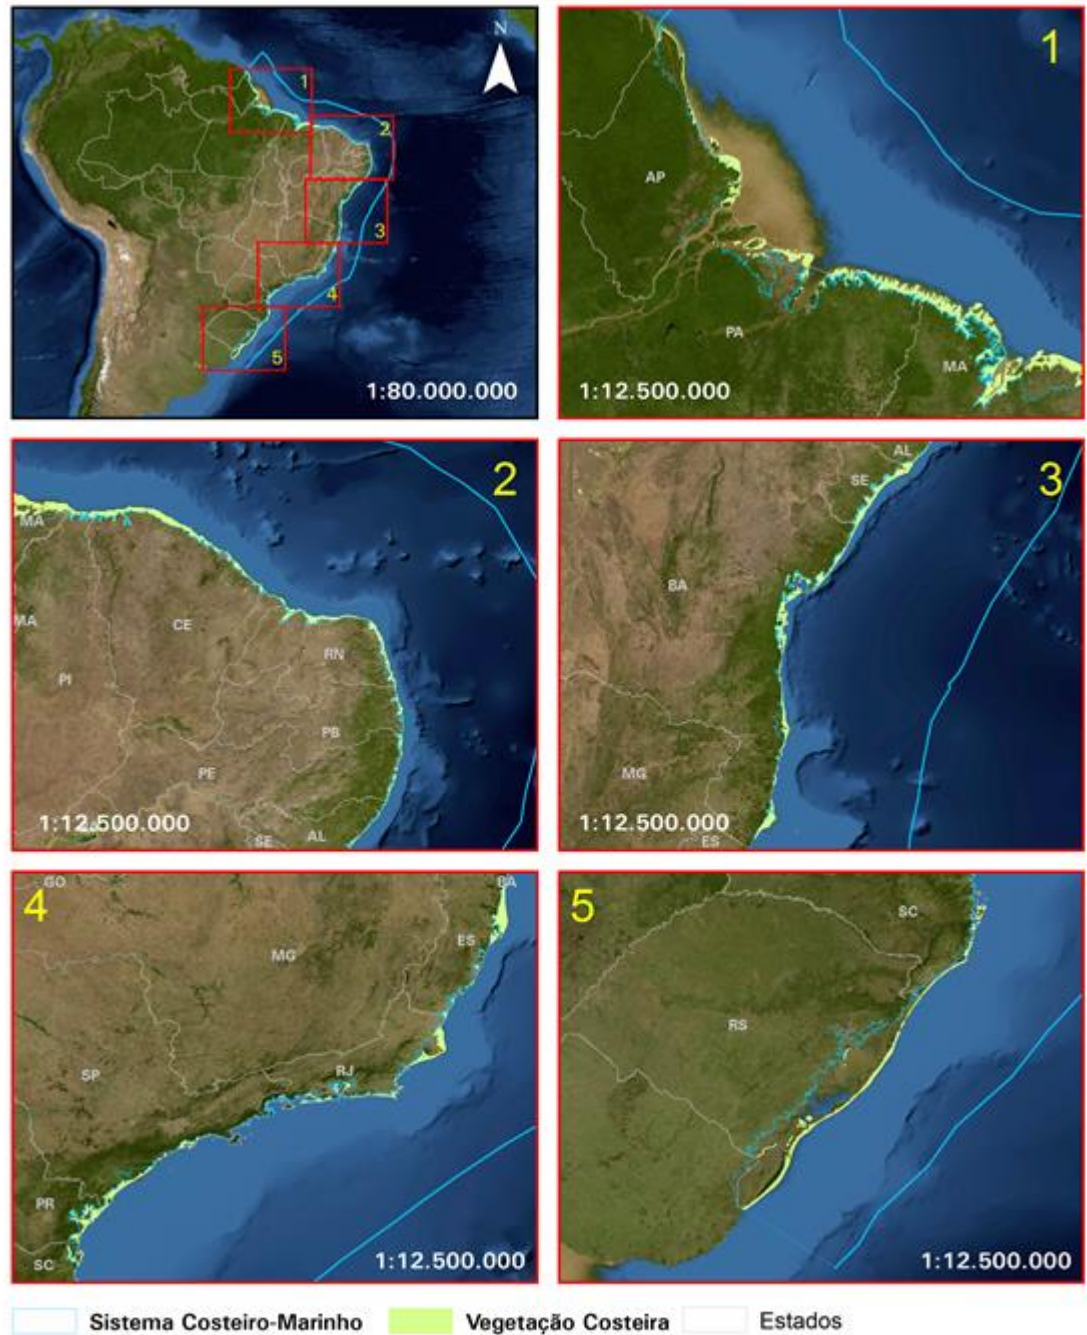 N
1
2
3
4
5
1:80.000.000
1
AP
PA
MA
1:12.500.000
2
MA
MA
CE
RN
PI
PB
PE
1:12.500.000
SE
AL
3
AL
SE
BA
MG
1:12.500.000
ES
4
GO
BA
ES
MG
RJ
SP
PR
SC
1:12.500.000
5
SC
RS
1:12.500.000
Sistema Costeiro-Marinho Vegetação Costeira Estados